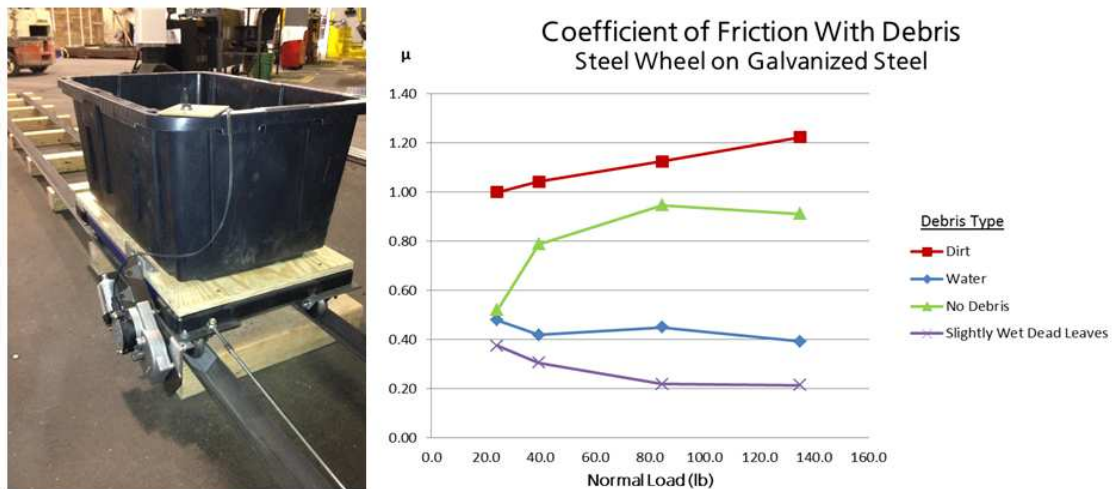 Coefficient of Friction With Debris
Steel Wheel on Galvanized Steel
μ
1.40
1.20
1.00
0.80
0.60
0.40
0.20
0.00
0.0 20.0 40.0 60.0 80.0 100.0 120.0 140.0 160.0
Normal Load (lb)
Debris Type
Dirt
Water
No Debris
Slightly Wet Dead Leaves